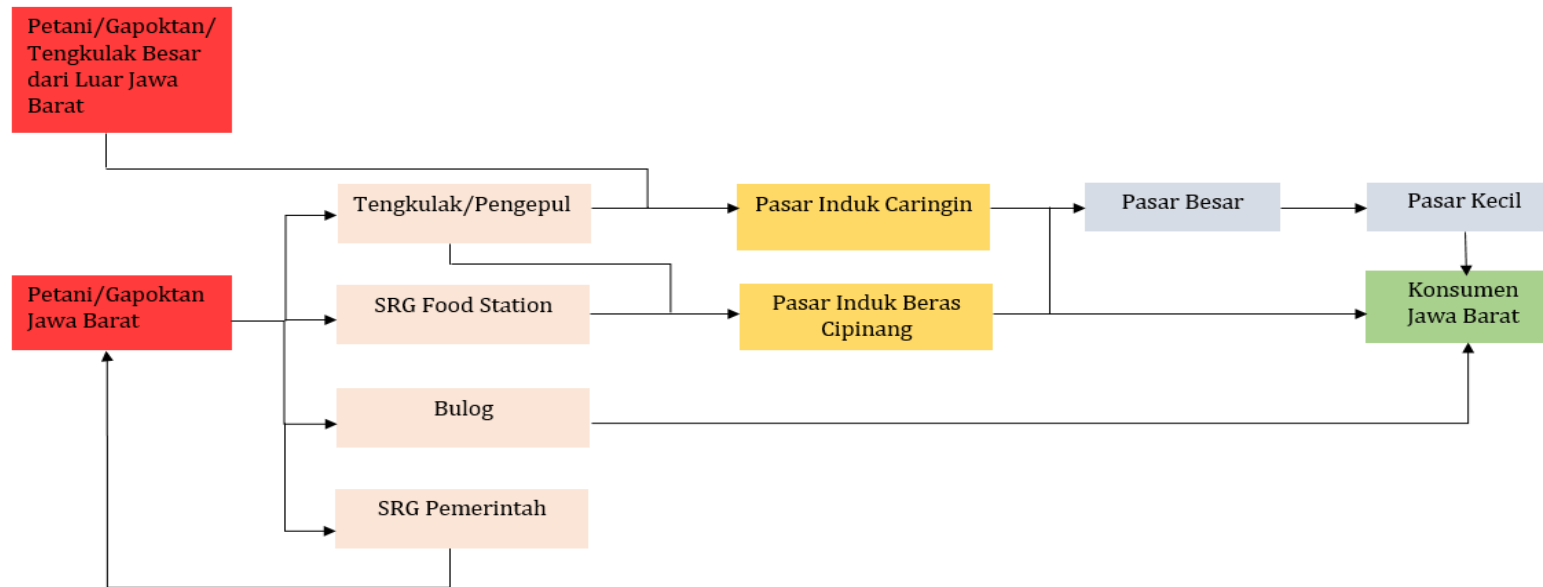 Petani/Gapoktan/
Tengkulak Besar
dari Luar Jawa
Barat
Tengkulak/Pengepul
Pasar Induk Caringin
Pasar Besar
Pasar Kecil
Petani/Gapoktan
Jawa Barat
SRG Food Station
Pasar Induk Beras
Cipinang
Konsumen
Jawa Barat
Bulog
SRG Pemerintah